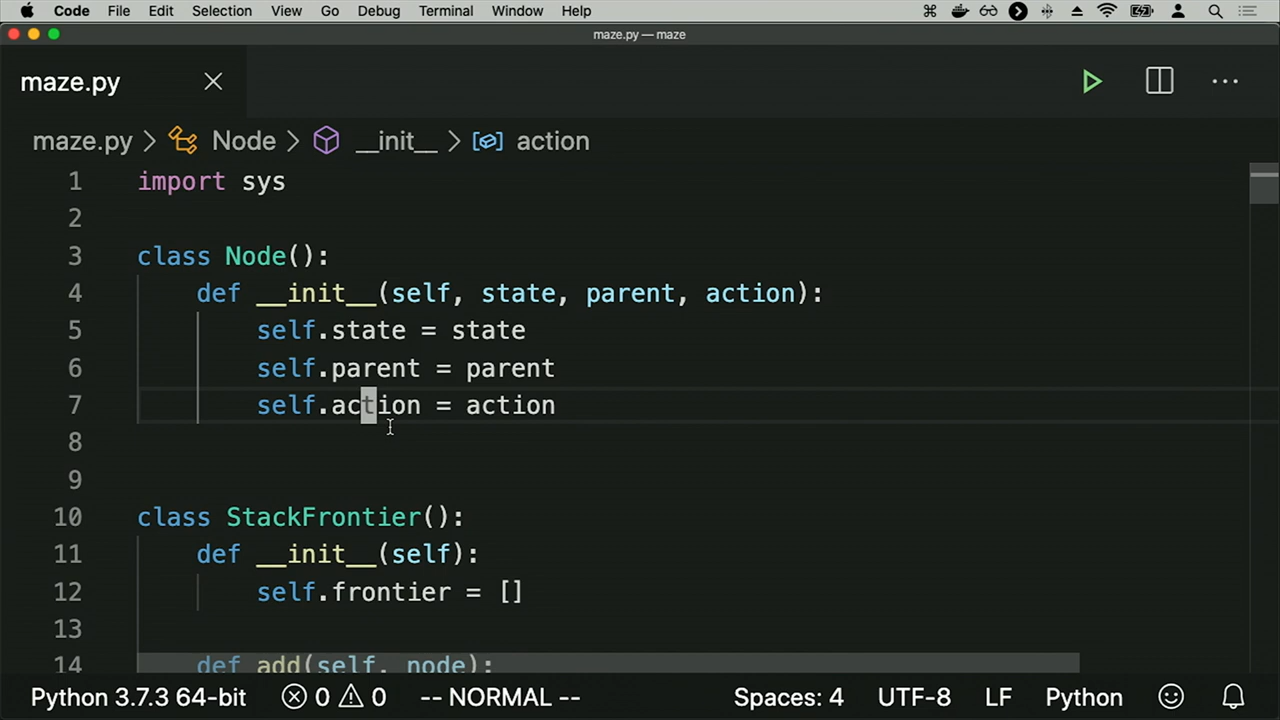 Code File Edit Selection View Go Debug Terminal Window Help
maze.py — maze
maze.py
maze.py > Node > __init__ > action
1 import sys
2
3 class Node():
4 def __init__(self, state, parent, action):
5 self.state = state
6 self.parent = parent
7 self.action = action
8
9
10 class StackFrontier():
11 def __init__(self):
12 self.frontier = []
13
14 def add(self, node):
Python 3.7.3 64-bit 0 0 -- NORMAL -- Spaces: 4 UTF-8 LF Python